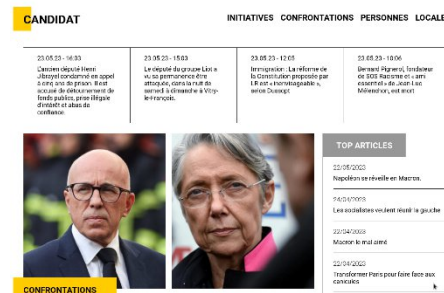 CANDIDAT
INITIATIVES CONFRONTATIONS PERSONNES LOCALE
23.05.23 - 16:33
L'ancien député Henri
Jibrayel condamné en appel
à cinq ans de prison. Il est
accusé de détournement de
fonds publics, prise illégale
d'intérêt et abus de
confiance.
23.05.23 - 15:03
Le député du groupe Liot a
vu sa permanence être
attaquée, dans la nuit de
samedi à dimanche à Vitry-
le-François.
23.05.23 - 12:03
Immigration : La réforme de
la Constitution proposée par
LR est « inenvisageable »,
selon Dussopt
23.05.23 - 10:06
Bernard Pignerol, fondateur
de SOS Racisme et « ami
essentiel » de Jean-Luc
Mélenchon, est mort
TOP ARTICLES
22/05/2023
Napoléon se réveille en Macron.
24/04/2023
Les socialistes veulent réunir la gauche
22/04/2023
Macron le mal aimé
22/04/2023
Transformer Paris pour faire face aux
canicules
CONFRONTATIONS